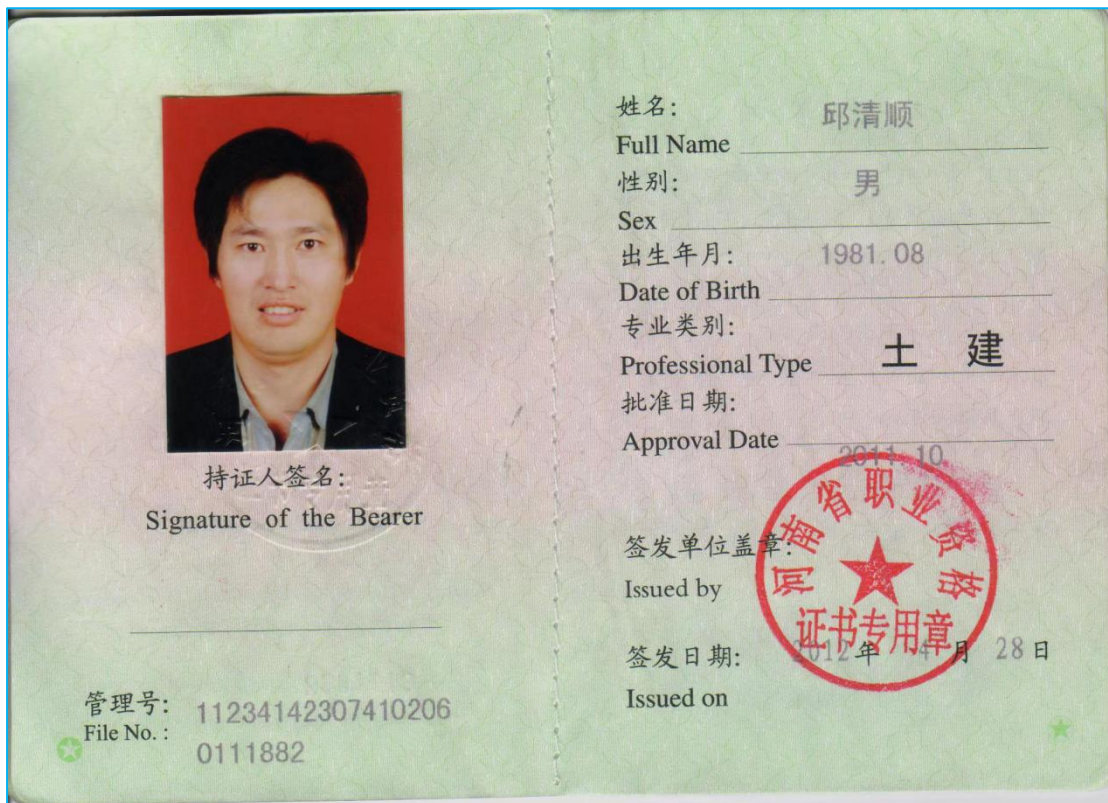 持证人签名:
Signature of the Bearer
管理号: 11234142307410206
File No. : 0111882
姓名: 邱清顺
Full Name
性别: 男
Sex
出生年月: 1981.08
Date of Birth
专业类别:
Professional Type 土 建
批准日期:
Approval Date 2011.10
河南省职业资格
证书专用章
签发单位盖章:
Issued by
签发日期: 2012年 4月 28日
Issued on